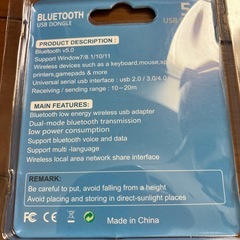 BLUETOOTH
USB DONGLE
PRODUCT DESCRIPTION :
Bluetooth v5.0
Support Window7/8.1/10/11
Wireless devices such as keyboard,mouse,sp
printers,gamepads & more
Universal serial usb interface : usb 2.0 / 3.0/4.0
Receiving / sending range : 10~20m
MAIN FEATURES:
Bluetooth low energy wireless usb adapter
Dual-mode bluetooth transmission
low power consumption
Support bluetooth voice and data
Support multi -language
Wireless local area network share interface
REMARK:
Be careful to put, avoid falling from a height
Avoid placing and storing in direct-sunlight places
CE FC
Made in China